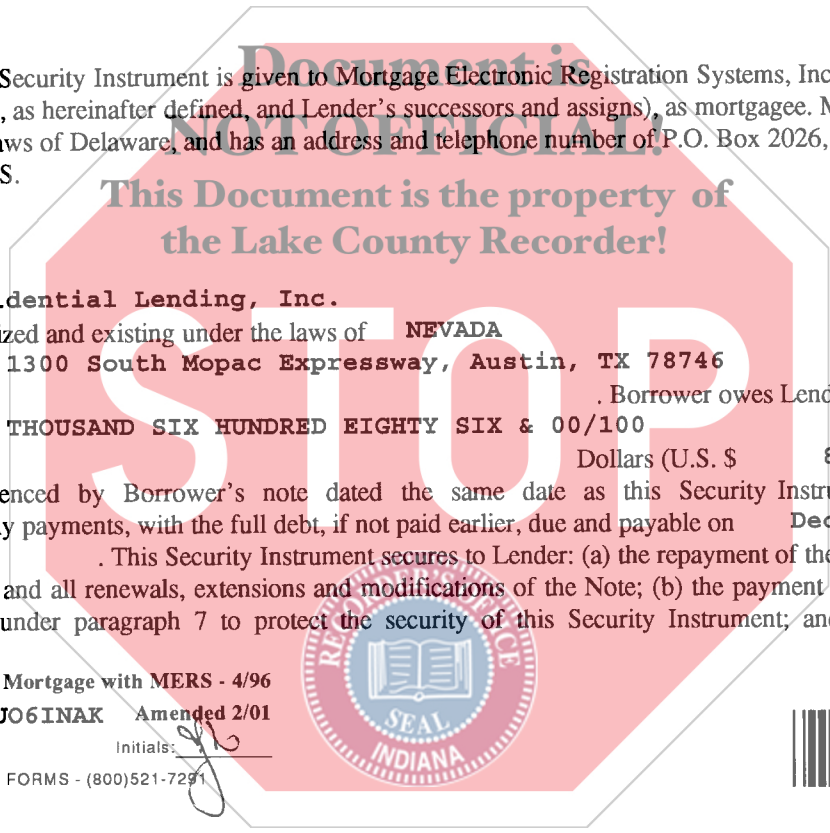 Document is
Security Instrument is given to Mortgage Electronic Registration Systems, Inc
, as hereinafter defined, and Lender's successors and assigns), as mortgagee. M
ws of Delaware, and has an address and telephone number of P.O. Box 2026,
NOT OFFICIAL!
S.
This Document is the property of
the Lake County Recorder!
dential Lending, Inc.
ized and existing under the laws of NEVADA
1300 South Mopac Expressway, Austin, TX 78746
. Borrower owes Lend
STOP
THOUSAND SIX HUNDRED EIGHTY SIX & 00/100
Dollars (U.S. $ 8
enced by Borrower's note dated the same date as this Security Instru
y payments, with the full debt, if not paid earlier, due and payable on Dec
. This Security Instrument secures to Lender: (a) the repayment of the
and all renewals, extensions and modifications of the Note; (b) the payment
under paragraph 7 to protect the security of this Security Instrument; and
RECORDER'S OFFICE
SEAL
INDIANA
Mortgage with MERS - 4/96
JO6INAK Amended 2/01
Initials:
FORMS - (800)521-7291